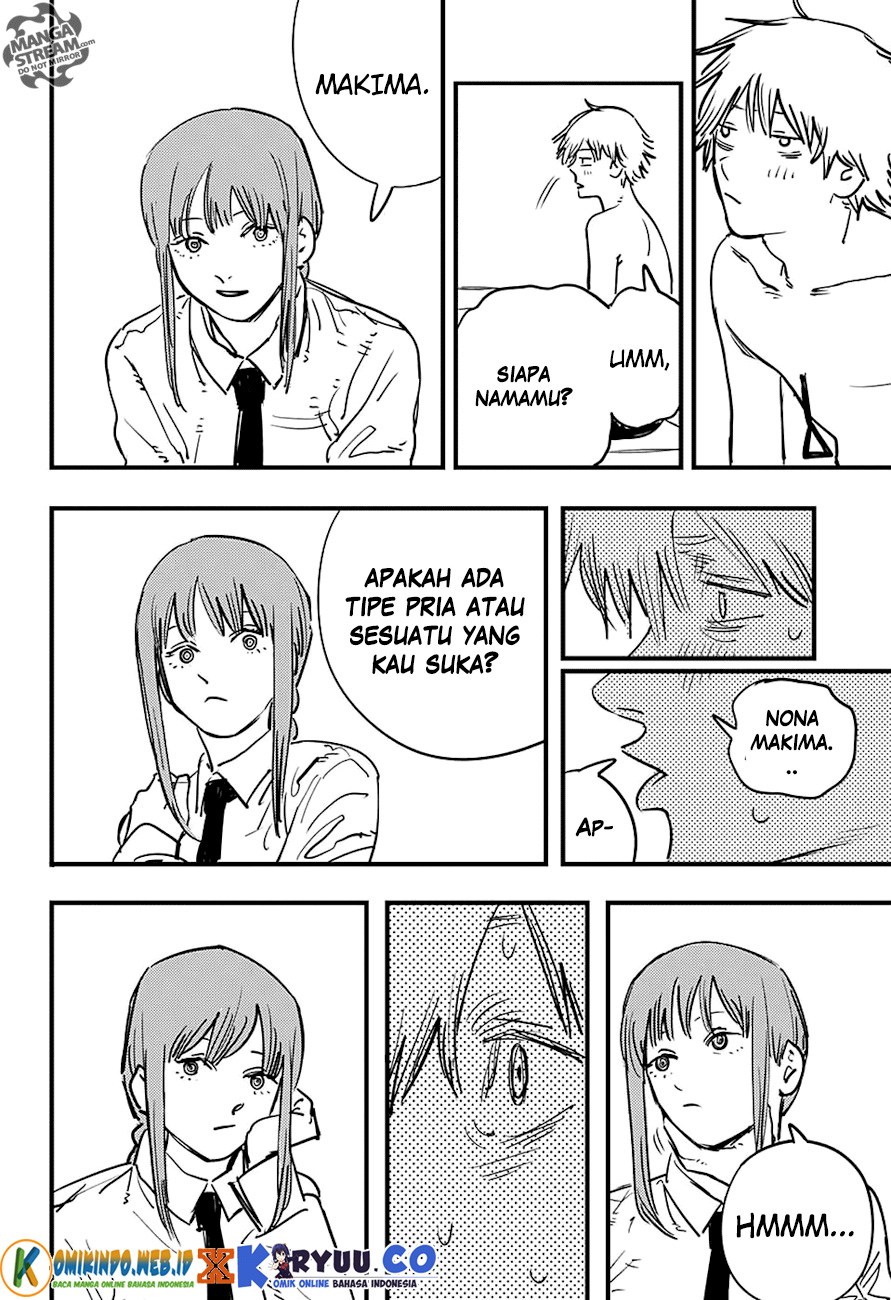 MANGA
STREAM.com
DO NOT MIRROR
UMM,
SIAPA
NAMAMU?
MAKIMA.
NONA
MAKIMA.
..
AP-
APAKAH ADA
TIPE PRIA ATAU
SESUATU YANG
KAU SUKA?
HMMM...
KOMIKINDO.WEB.ID
BACA MANGA ONLINE BAHASA INDONESIA
X
KORYUU.CO
OMIK ONLINE BAHASA INDONESIA